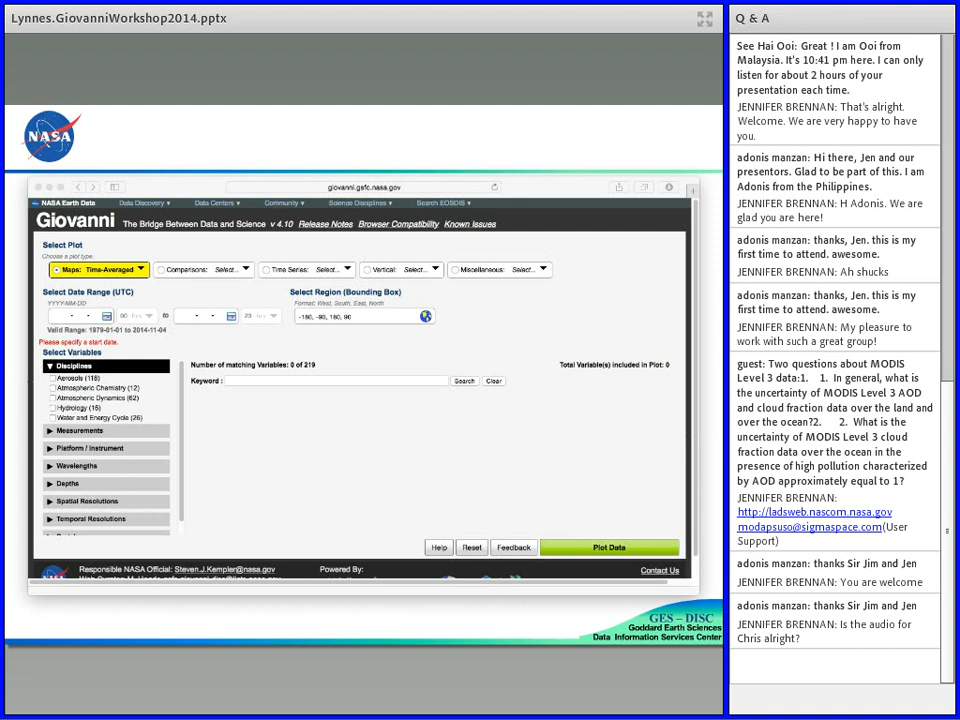 Lynnes.GiovanniWorkshop2014.pptx
NASA
giovanni.gsfc.nasa.gov
NASA Earth Data Data Discovery ▾ Data Centers ▾ Community ▾ Science Disciplines ▾ Search EOSDIS ▾
Giovanni The Bridge Between Data and Science v 4.10 Release Notes Browser Compatibility Known Issues
Select Plot
Choose a plot type.
Maps: Time-Averaged Comparisons: Select... Time Series: Select... Vertical: Select... Miscellaneous: Select...
Select Date Range (UTC) Select Region (Bounding Box)
YYYY-MM-DD Format: West, South, East, North
- - 00 hrs to - - 23 hrs -180, -90, 180, 90
Valid Range: 1979-01-01 to 2014-11-04
Please specify a start date.
Select Variables
Disciplines
Aerosols (118)
Atmospheric Chemistry (12)
Atmospheric Dynamics (62)
Hydrology (16)
Water and Energy Cycle (26)
Measurements
Platform / Instrument
Wavelengths
Depths
Spatial Resolutions
Temporal Resolutions
Number of matching Variables: 0 of 219 Total Variable(s) included in Plot: 0
Keyword : Search Clear
Help Reset Feedback Plot Data
Responsible NASA Official: Steven.J.Kempler@nasa.gov Powered By: Contact Us
GES – DISC
Goddard Earth Sciences
Data Information Services Center
Q & A
See Hai Ooi: Great ! I am Ooi from
Malaysia. It's 10:41 pm here. I can only
listen for about 2 hours of your
presentation each time.
JENNIFER BRENNAN: That's alright.
Welcome. We are very happy to have
you.
adonis manzan: Hi there, Jen and our
presentors. Glad to be part of this. I am
Adonis from the Philipines.
JENNIFER BRENNAN: H Adonis. We are
glad you are here!
adonis manzan: thanks, Jen. this is my
first time to attend. awesome.
JENNIFER BRENNAN: Ah shucks
adonis manzan: thanks, Jen. this is my
first time to attend. awesome.
JENNIFER BRENNAN: My pleasure to
work with such a great group!
guest: Two questions about MODIS
Level 3 data:1. 1. In general, what is
the uncertainty of MODIS Level 3 AOD
and cloud fraction data over the land and
over the ocean?2. 2. What is the
uncertainty of MODIS Level 3 cloud
fraction data over the ocean in the
presence of high pollution characterized
by AOD approximately equal to 1?
JENNIFER BRENNAN:
http://ladsweb.nascom.nasa.gov
modapsuso@sigmaspace.com(User
Support)
adonis manzan: thanks Sir Jim and Jen
JENNIFER BRENNAN: You are welcome
adonis manzan: thanks Sir Jim and Jen
JENNIFER BRENNAN: Is the audio for
Chris alright?